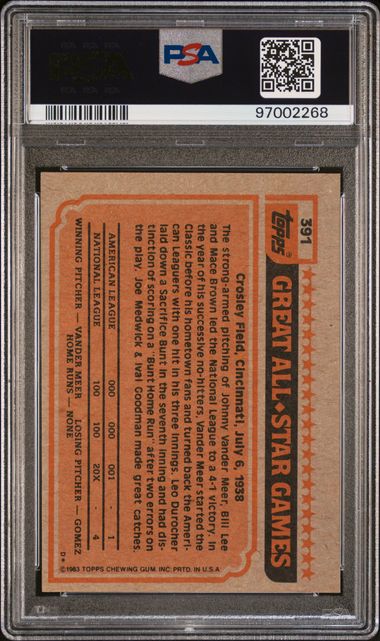 PSA
97002268
391
Topps
GREAT ALL★STAR GAMES
Crosley Field, Cincinnati, July 6, 1938
The strong-armed pitching of Johnny Vander Meer, Bill Lee
and Mace Brown led the National League to a 4-1 victory. In
the year of his successive no-hitters, Vander Meer started the
Classic before his hometown fans and turned back the Ameri-
can Leaguers with one hit in his three innings. Leo Durocher
laid down a Sacrifice Bunt in the seventh inning and had dis-
tinction of scoring on a "Bunt Home Run" after two errors on
the play. Joe Medwick & Ival Goodman made great catches.
AMERICAN LEAGUE 000 000 001 - 1
NATIONAL LEAGUE 100 100 20X - 4
WINNING PITCHER — VANDER MEER LOSING PITCHER — GOMEZ
HOME RUNS — NONE
D* ©1983 TOPPS CHEWING GUM, INC. PRTD. IN U.S.A.